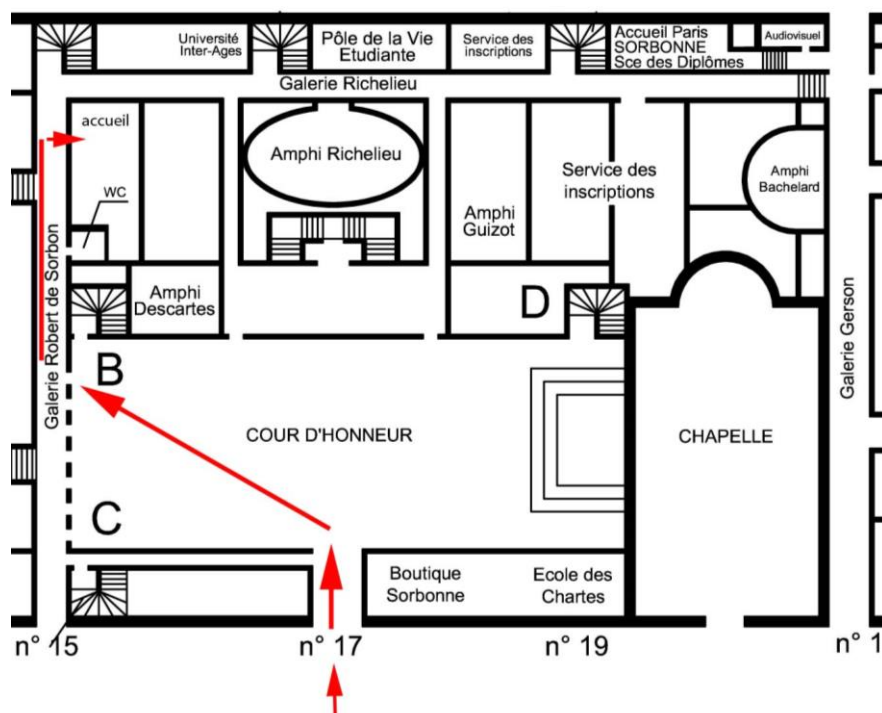 Université
Inter-Ages
Pôle de la Vie
Etudiante
Service des
inscriptions
Accueil Paris
SORBONNE
Sce des Diplômes
Audiovisuel
Galerie Richelieu
accueil
WC
Amphi Richelieu
Amphi
Guizot
Service des
inscriptions
Amphi
Bachelard
Galerie Robert de Sorbon
Amphi
Descartes
D
Galerie Gerson
B
COUR D'HONNEUR
CHAPELLE
C
Boutique
Sorbonne
Ecole des
Chartes
n° 15
n° 17
n° 19
n° 1